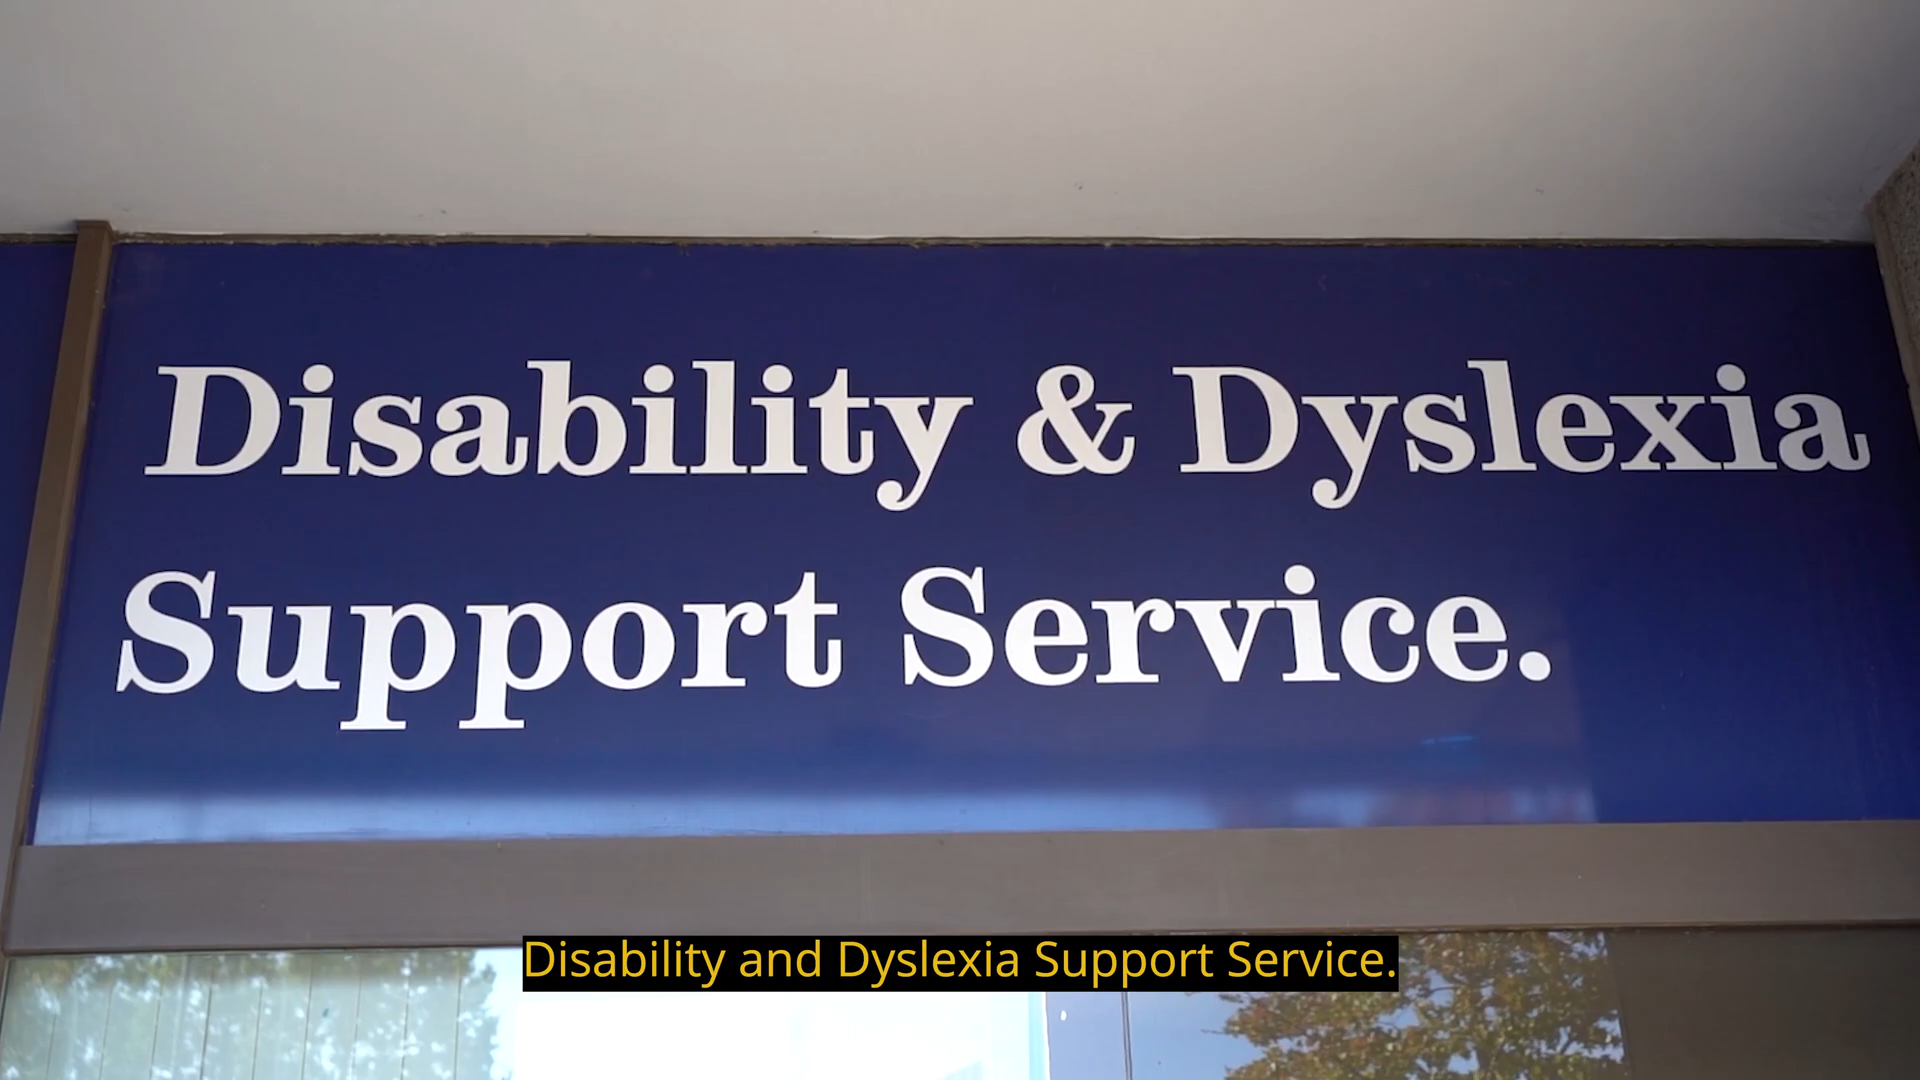 Disability & Dyslexia
Support Service.
Disability and Dyslexia Support Service.